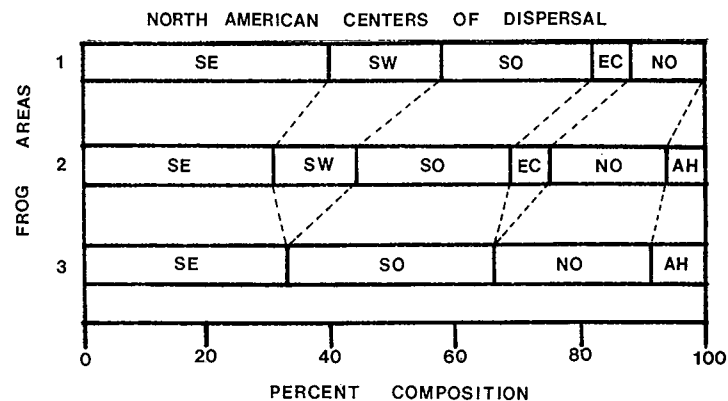 NORTH AMERICAN CENTERS OF DISPERSAL
1 SE SW SO EC NO
2 SE SW SO EC NO AH
3 SE SO NO AH
FROG AREAS
0 20 40 60 80 100
PERCENT COMPOSITION